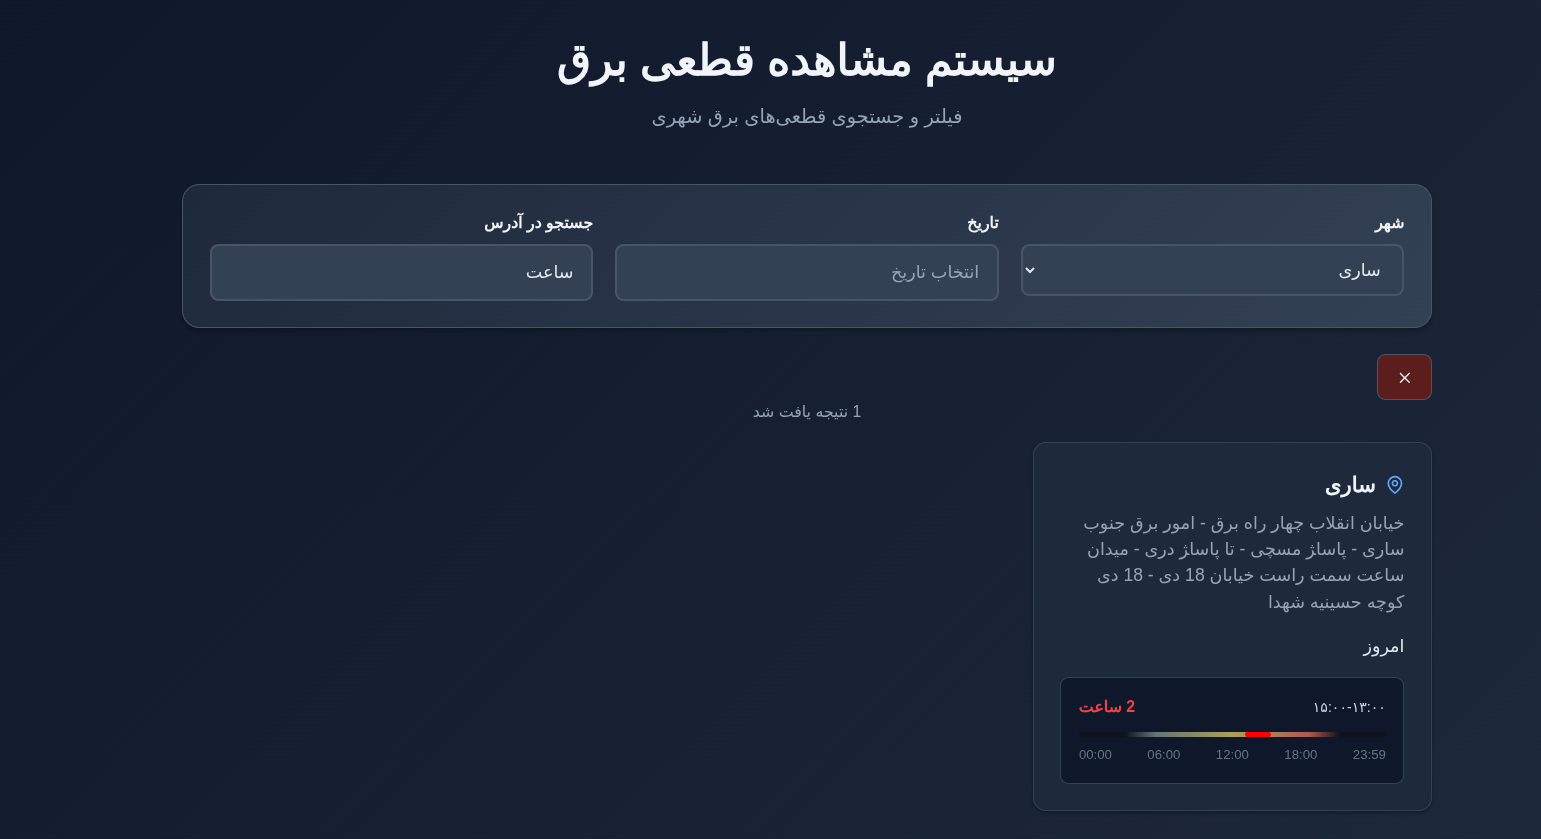 سیستم مشاهده قطعی برق
فیلتر و جستجوی قطعی‌های برق شهری
شهر
ساری
تاریخ
انتخاب تاریخ
جستجو در آدرس
ساعت
1 نتیجه یافت شد
ساری
خیابان انقلاب چهار راه برق - امور برق جنوب
ساری - پاساژ مسچی - تا پاساژ دری - میدان
ساعت سمت راست خیابان 18 دی - 18 دی
کوچه حسینیه شهدا
امروز
۱۳:۰۰-۱۵:۰۰
2 ساعت
00:00 06:00 12:00 18:00 23:59